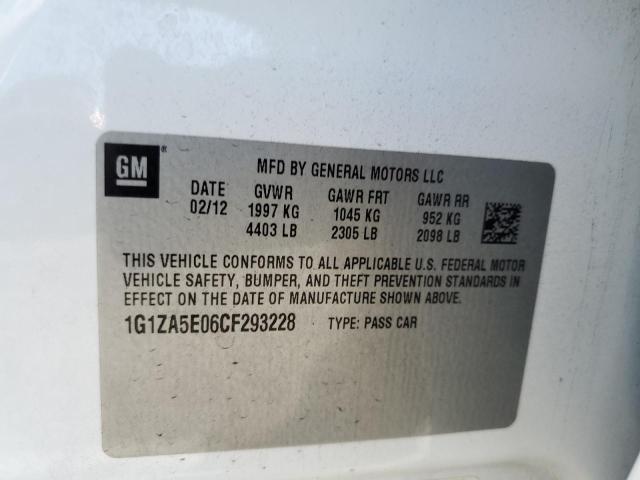 GM ®
MFD BY GENERAL MOTORS LLC
DATE GVWR GAWR FRT GAWR RR
02/12 1997 KG 1045 KG 952 KG
4403 LB 2305 LB 2098 LB
THIS VEHICLE CONFORMS TO ALL APPLICABLE U.S. FEDERAL MOTOR
VEHICLE SAFETY, BUMPER, AND THEFT PREVENTION STANDARDS IN
EFFECT ON THE DATE OF MANUFACTURE SHOWN ABOVE.
1G1ZA5E06CF293228 TYPE: PASS CAR